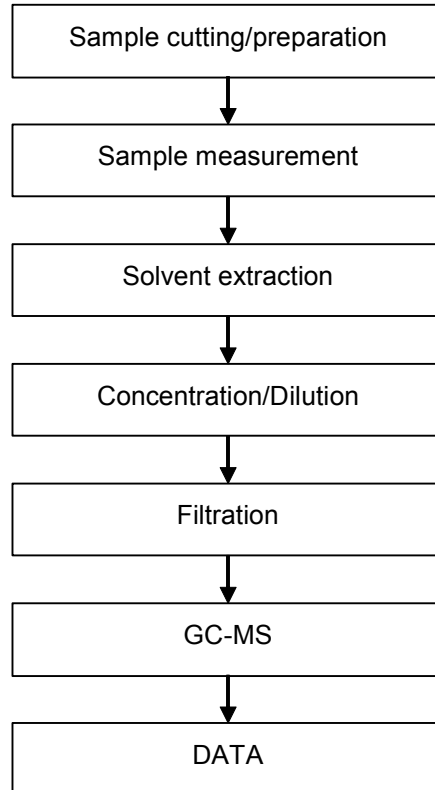 Sample cutting/preparation
Sample measurement
Solvent extraction
Concentration/Dilution
Filtration
GC-MS
DATA